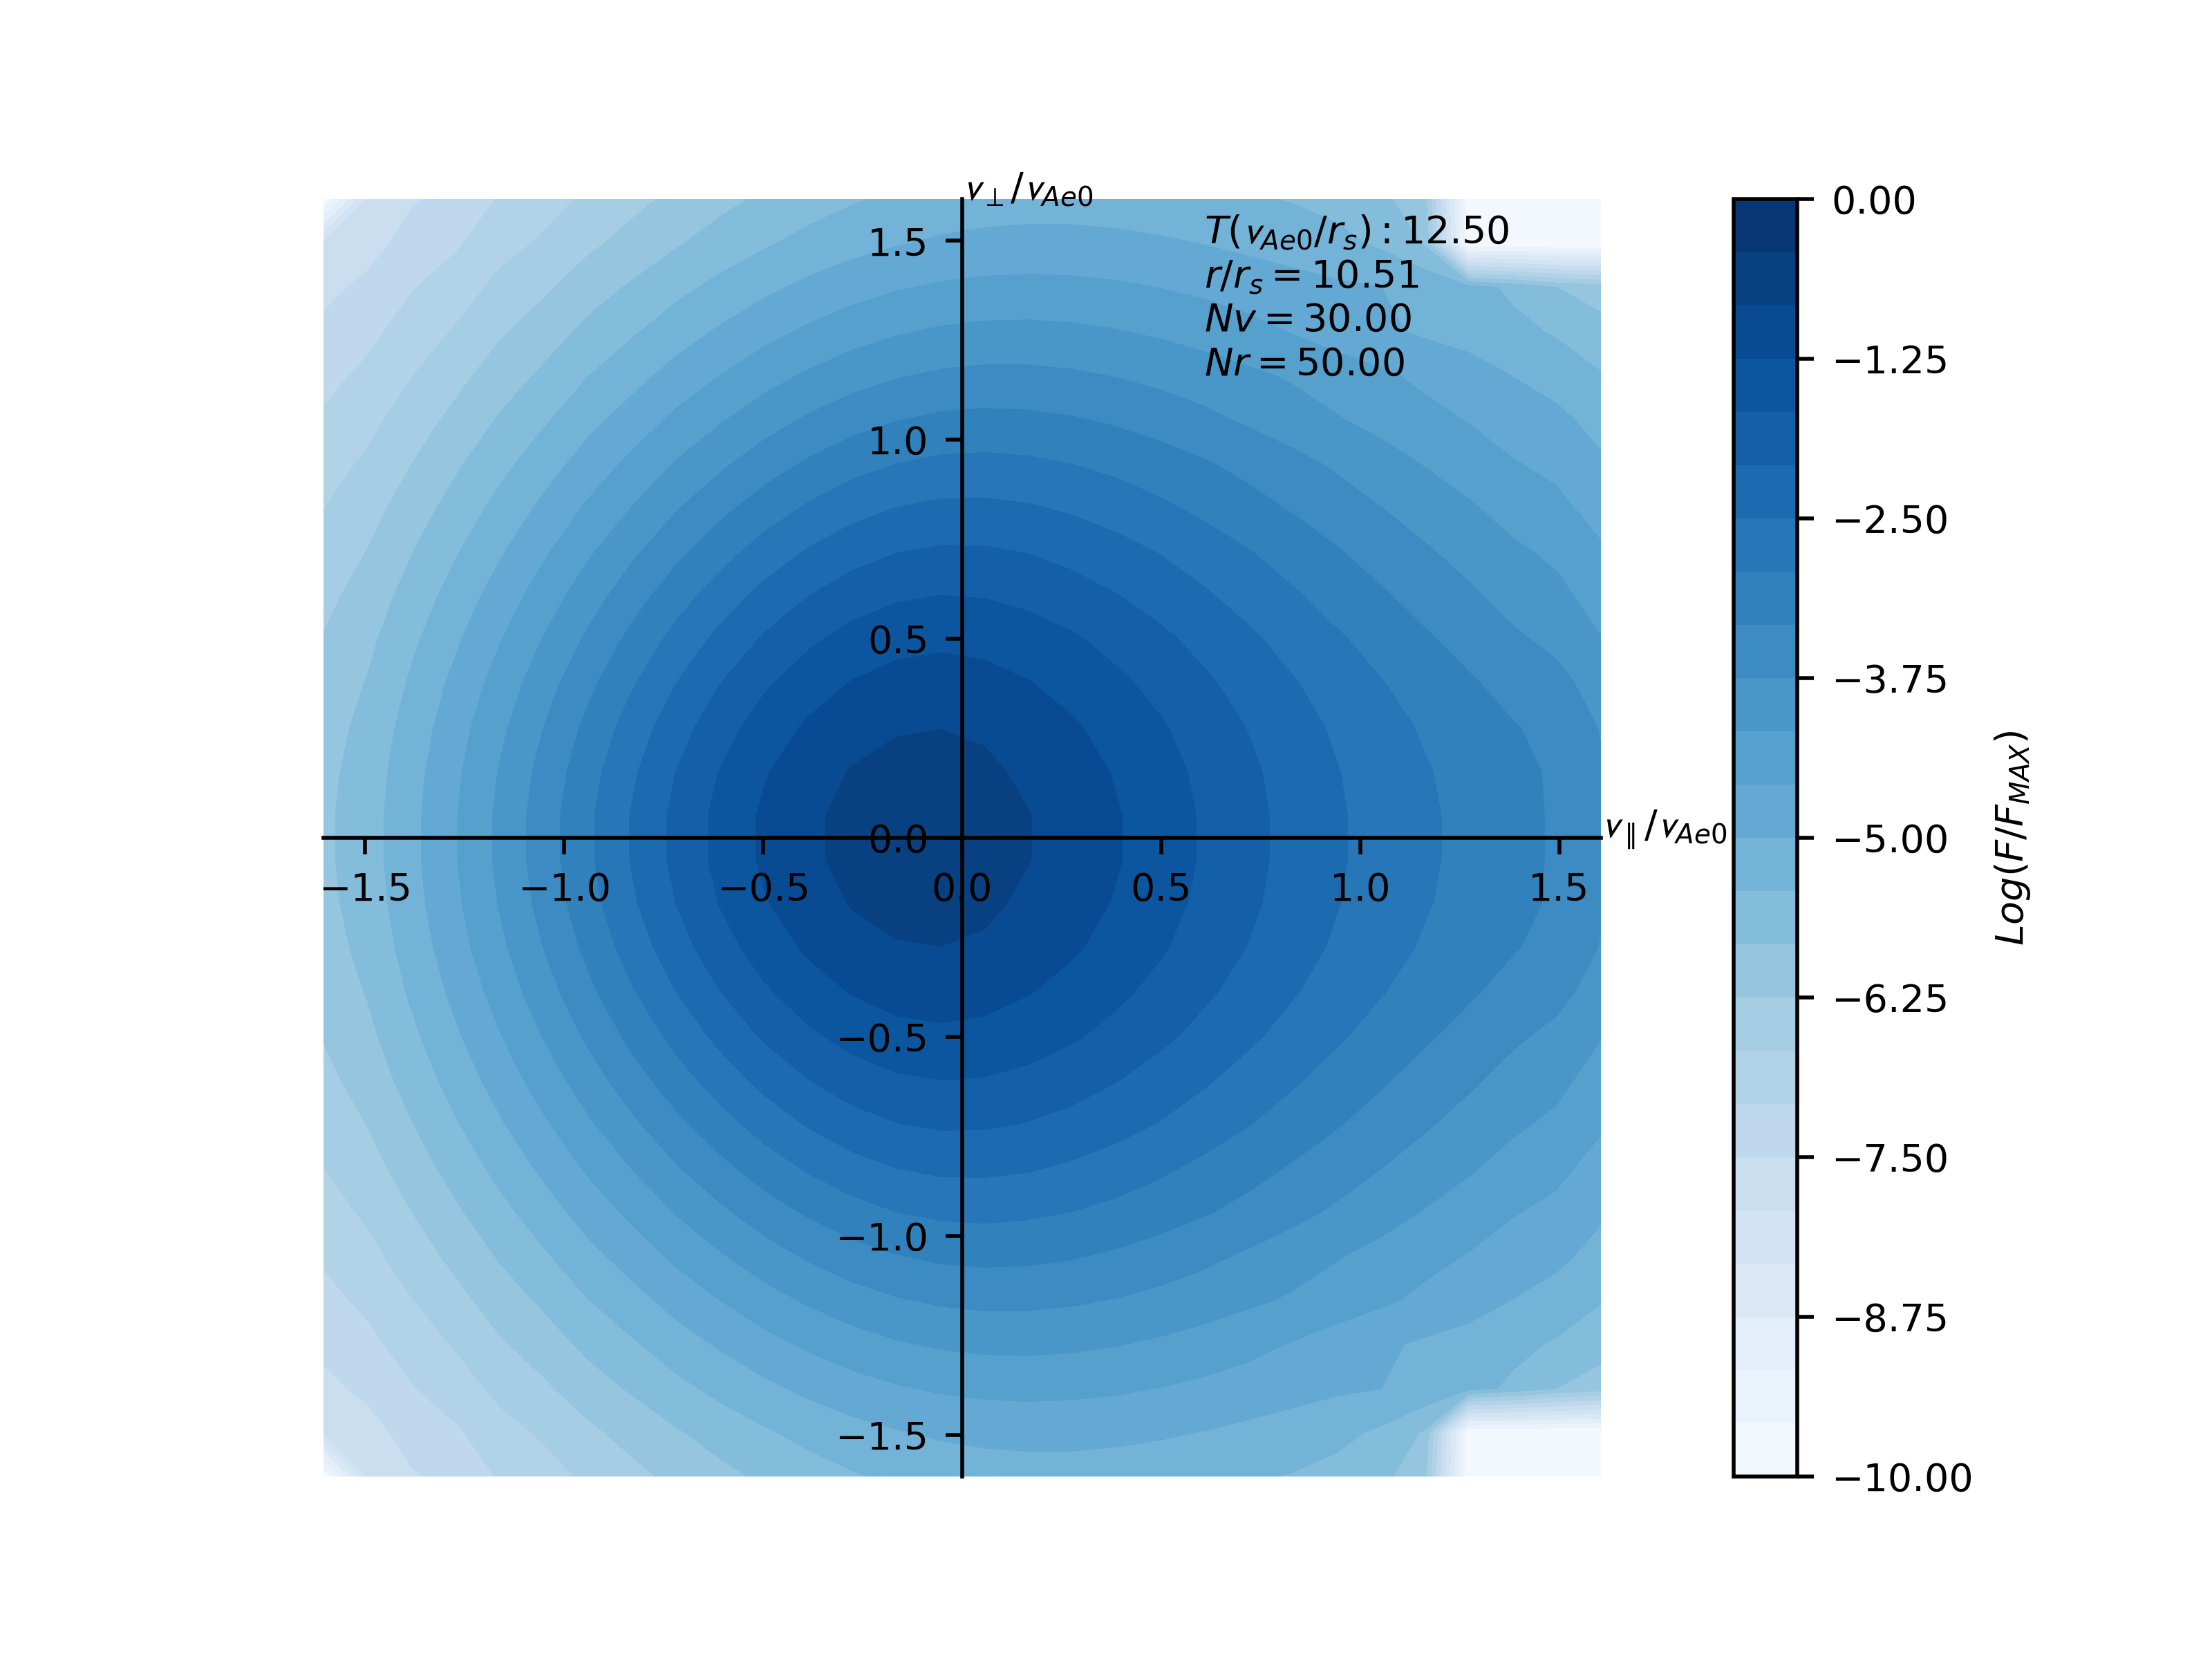 v⊥/vAe0
T(vAe0/rs) : 12.50
r/rs = 10.51
Nv = 30.00
Nr = 50.00
1.5
1.0
0.5
0.0
−0.5
−1.0
−1.5
−1.5 −1.0 −0.5 0.0 0.5 1.0 1.5
v∥/vAe0
0.00
−1.25
−2.50
−3.75
−5.00
−6.25
−7.50
−8.75
−10.00
Log(F/FMAX)